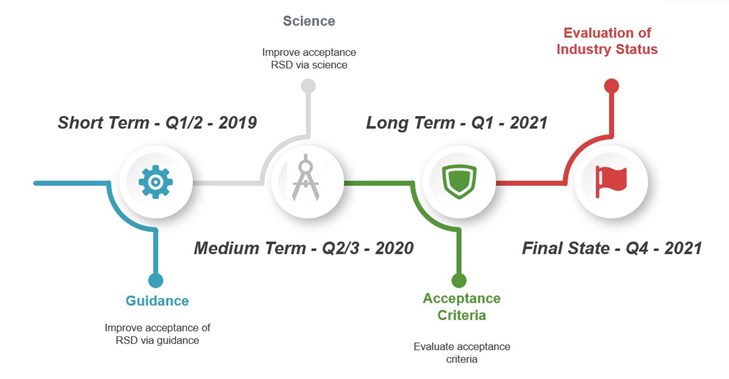 Science
Improve acceptance
RSD via science
Evaluation of
Industry Status
Short Term - Q1/2 - 2019
Long Term - Q1 - 2021
Medium Term - Q2/3 - 2020
Final State - Q4 - 2021
Guidance
Improve acceptance of
RSD via guidance
Acceptance
Criteria
Evaluate acceptance
criteria